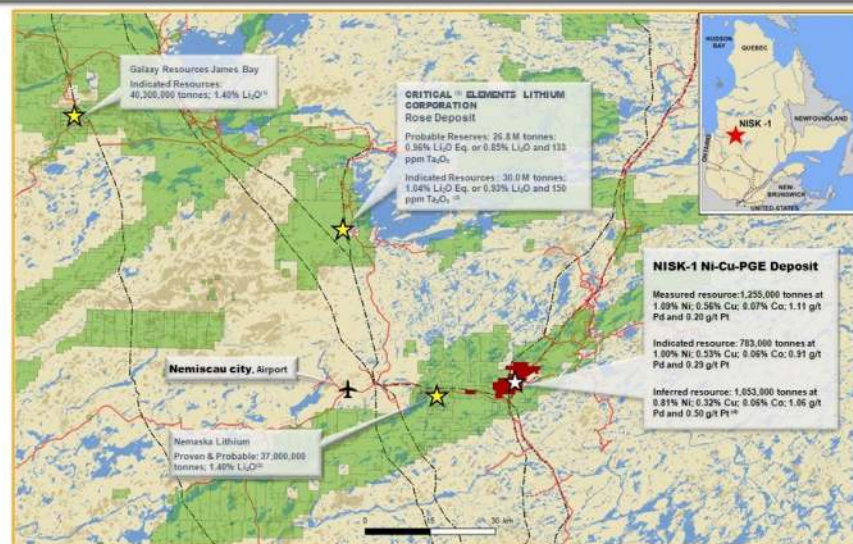 Galaxy Resources James Bay
Indicated Resources:
40,300,000 tonnes; 1.40% Li₂O⁽¹⁾
CRITICAL ELEMENTS LITHIUM
CORPORATION
Rose Deposit
Probable Reserves: 26.8 M tonnes:
0.96% Li₂O Eq. or 0.85% Li₂O and 133
ppm Ta₂O₅
Indicated Resources: 30.0 M tonnes:
1.04% Li₂O Eq. or 0.93% Li₂O and 150
ppm Ta₂O₅
HUDSON
BAY
QUEBEC
NISK -1
NEWFOUNDLAND
ONTARIO
NEW-
BRUNSWICK
UNITED-STATES
NISK-1 Ni-Cu-PGE Deposit
Measured resource:1,255,000 tonnes at
1.09% Ni; 0.56% Cu; 0.07% Co; 1.11 g/t
Pd and 0.20 g/t Pt
Indicated resource: 783,000 tonnes at
1.00% Ni; 0.53% Cu; 0.06% Co; 0.91 g/t
Pd and 0.29 g/t Pt
Inferred resource: 1,053,000 tonnes at
0.81% Ni; 0.32% Cu; 0.06% Co; 1.06 g/t
Pd and 0.50 g/t Pt
Nemiscau city, Airport
Nemaska Lithium
Proven & Probable: 37,000,000
tonnes; 1.40% Li₂O
0 15 30 km